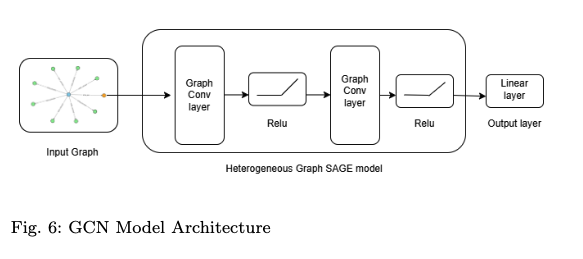 Graph
Conv
layer
Graph
Conv
layer
Linear
layer
Relu
Relu
Output layer
Input Graph
Heterogeneous Graph SAGE model
Fig. 6: GCN Model Architecture